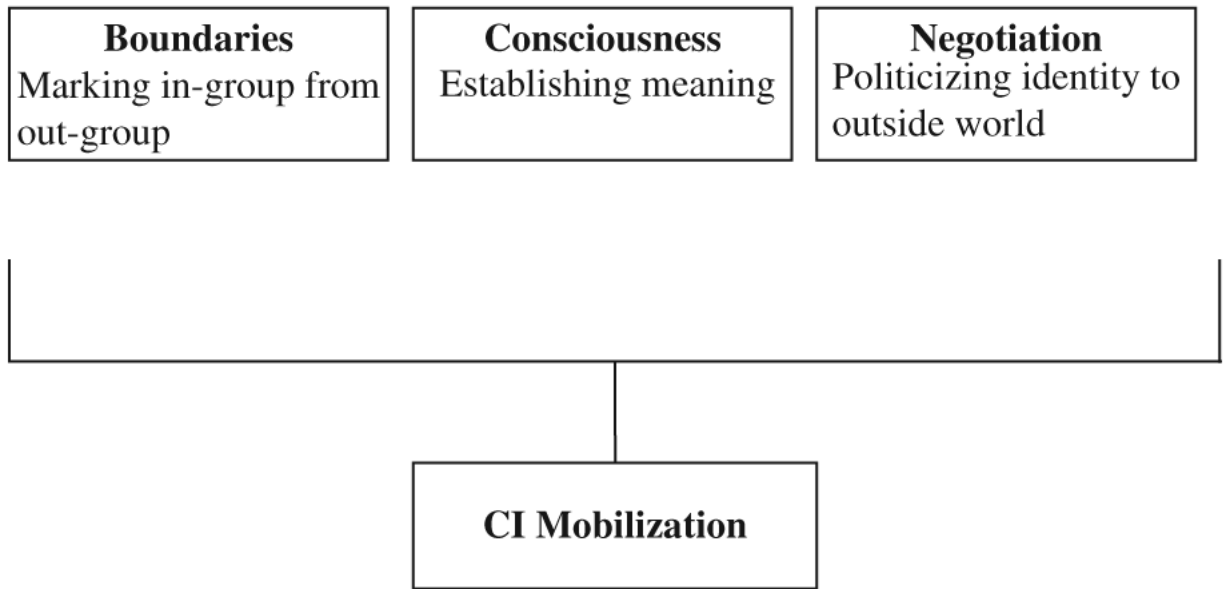 Boundaries
Marking in-group from
out-group
Consciousness
Establishing meaning
Negotiation
Politicizing identity to
outside world
CI Mobilization